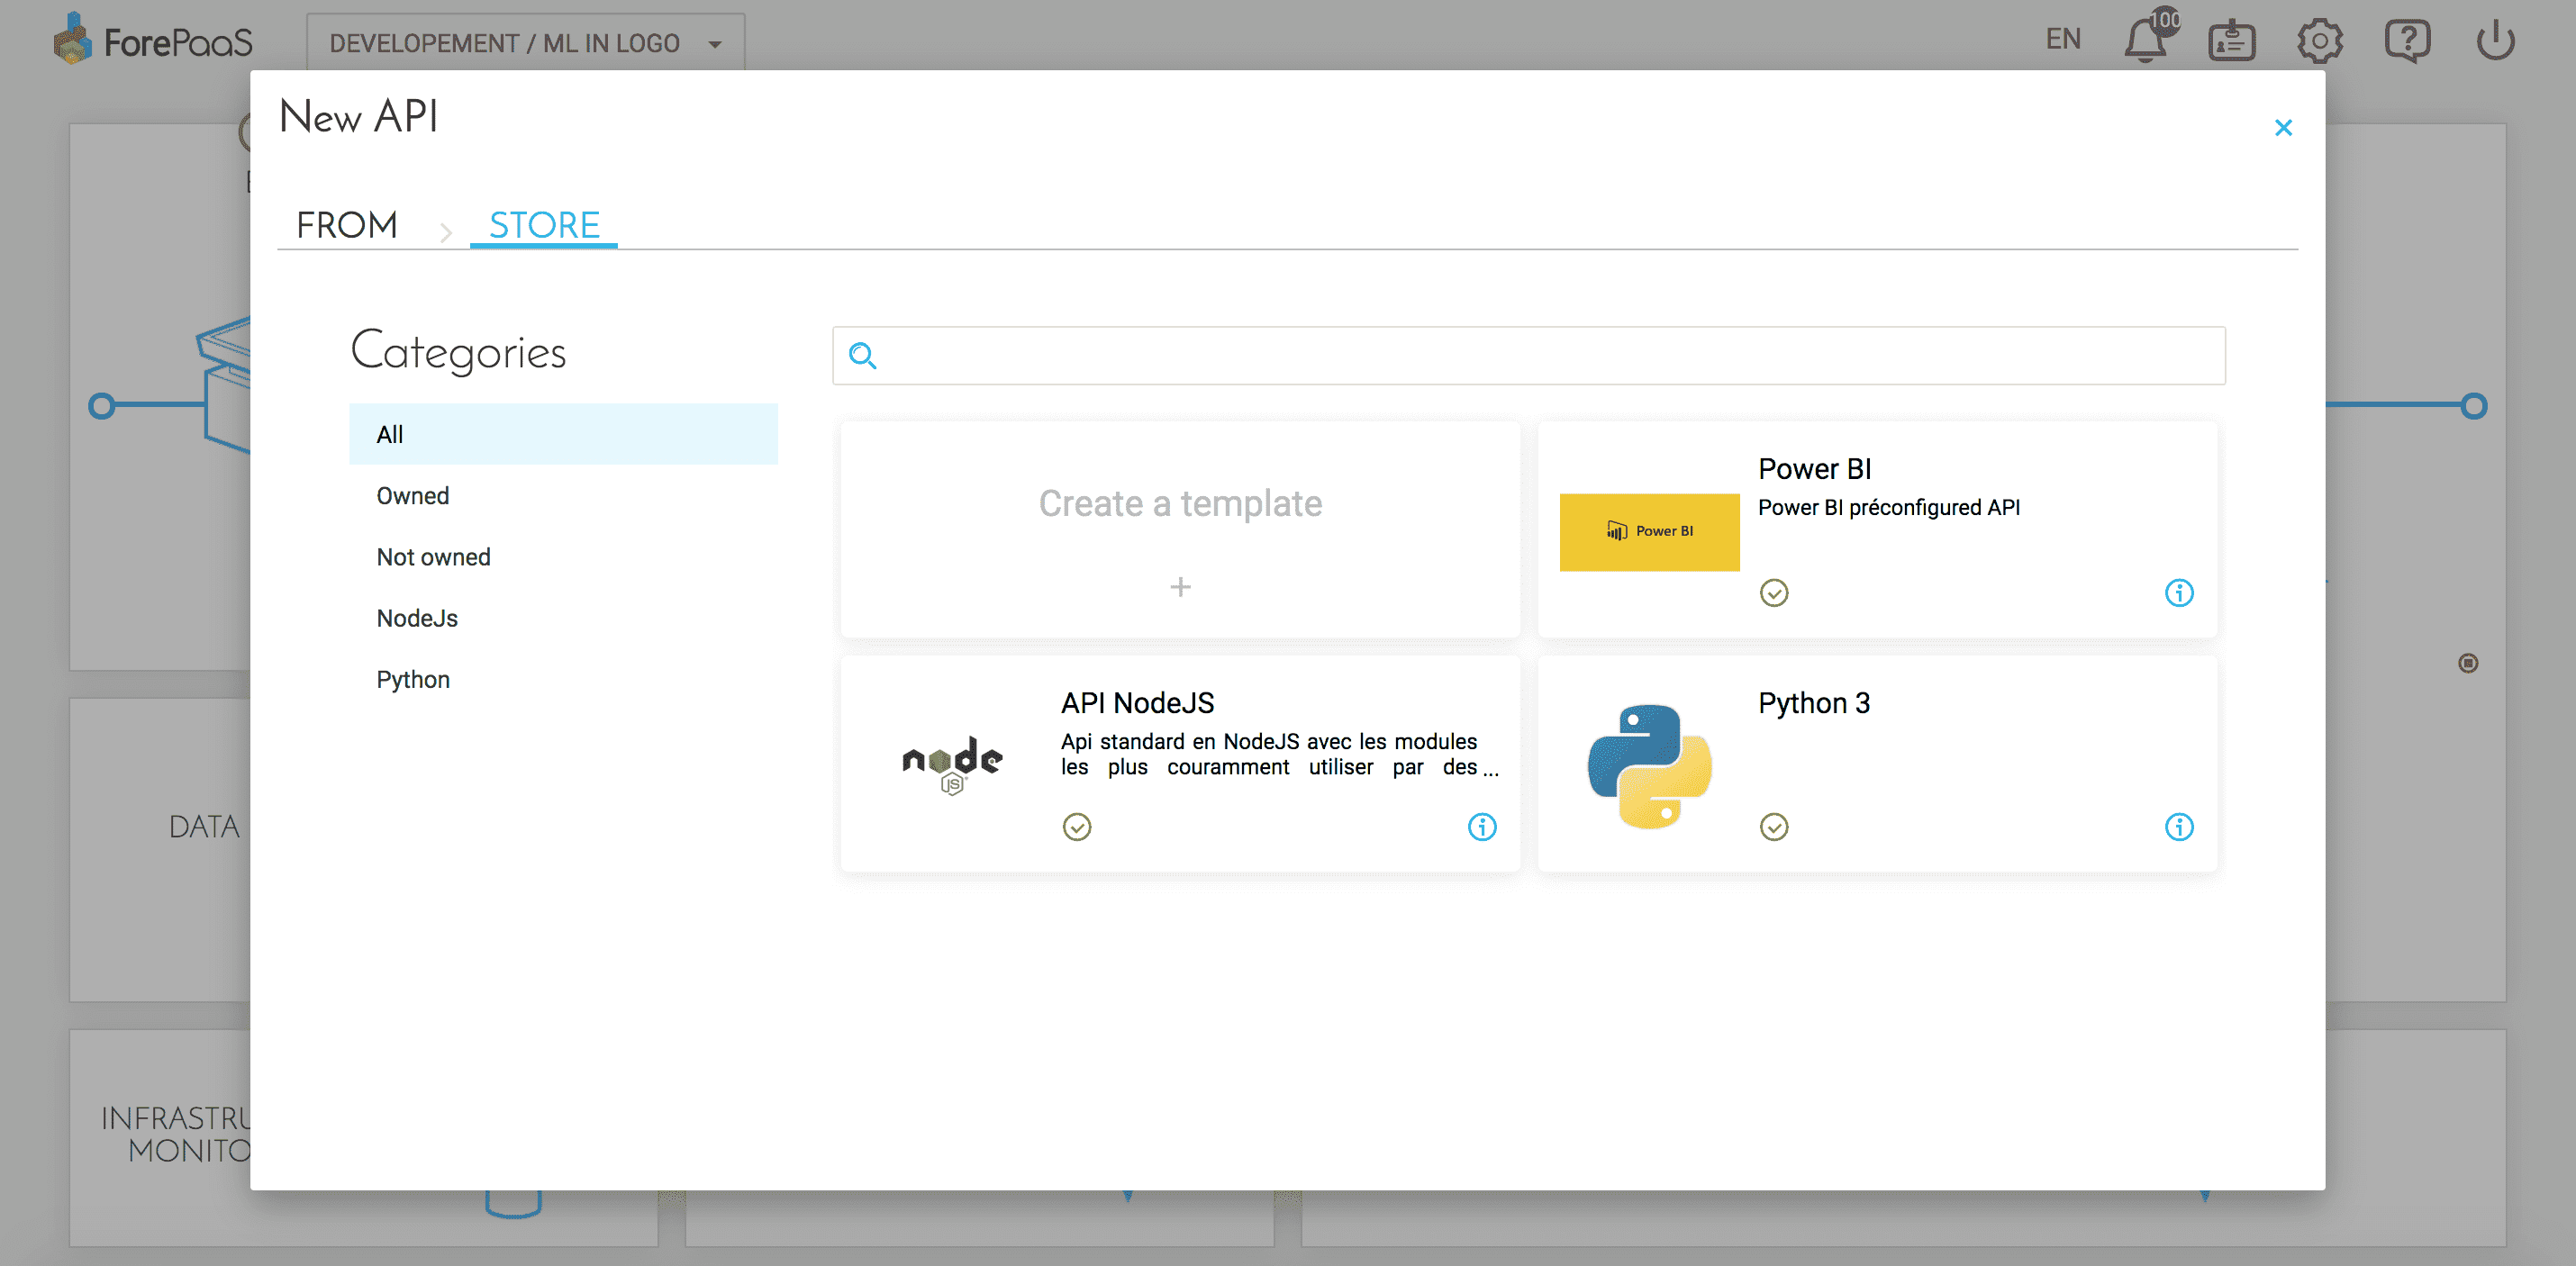 ForePaaS
DEVELOPEMENT / ML IN LOGO
EN
100
New API
FROM
STORE
Categories
All
Owned
Not owned
NodeJs
Python
Create a template
+
Power BI
Power BI
Power BI préconfigured API
node
JS
API NodeJS
Api standard en NodeJS avec les modules
les plus couramment utiliser par des ...
Python 3
DATA
INFRASTRU
MONITO